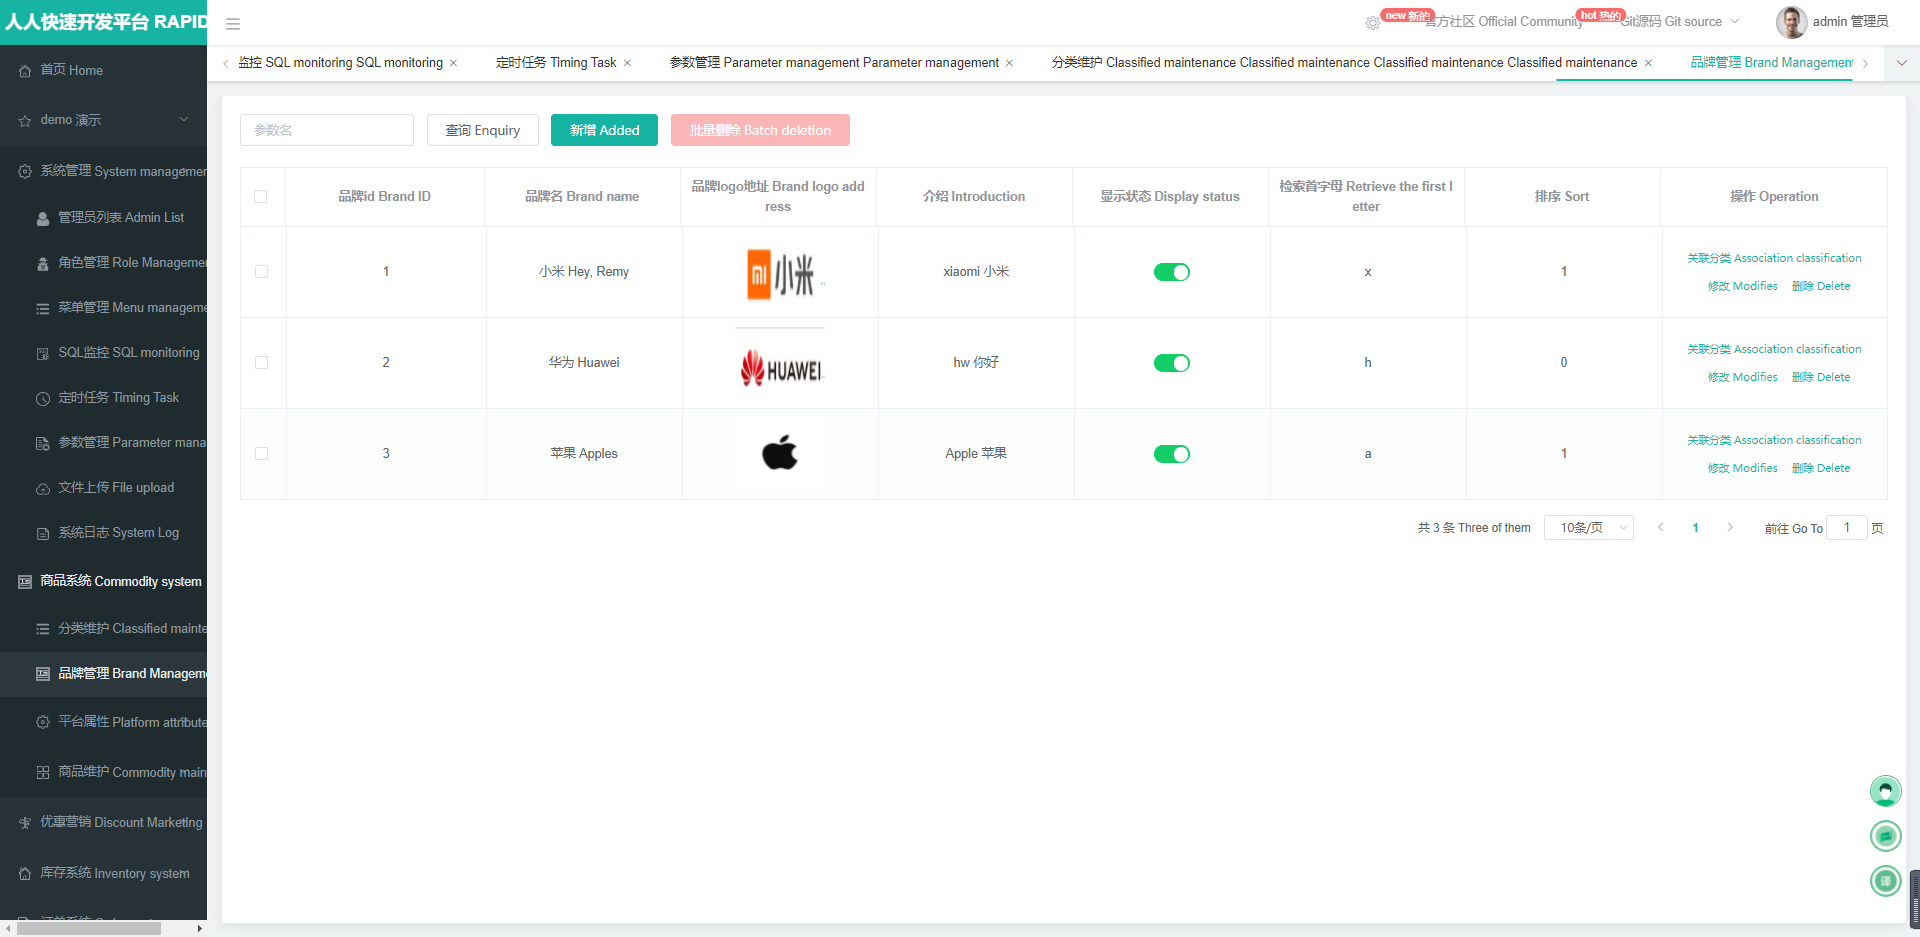 人人快速开发平台 RAPID
new 新的
官方社区 Official Community
hot 热的
Git源码 Git source
admin 管理员
首页 Home
demo 演示
系统管理 System managemen
管理员列表 Admin List
角色管理 Role Manageme
菜单管理 Menu manageme
SQL监控 SQL monitoring
定时任务 Timing Task
参数管理 Parameter mana
文件上传 File upload
系统日志 System Log
商品系统 Commodity system
分类维护 Classified mainte
品牌管理 Brand Managem
平台属性 Platform attribute
商品维护 Commodity main
优惠营销 Discount Marketing
库存系统 Inventory system
监控 SQL monitoring SQL monitoring
定时任务 Timing Task
参数管理 Parameter management Parameter management
分类维护 Classified maintenance Classified maintenance Classified maintenance Classified maintenance
品牌管理 Brand Management
参数名
查询 Enquiry
新增 Added
批量删除 Batch deletion
品牌id Brand ID
品牌名 Brand name
品牌logo地址 Brand logo add
ress
介绍 Introduction
显示状态 Display status
检索首字母 Retrieve the first l
etter
排序 Sort
操作 Operation
1
小米 Hey, Remy
小米
xiaomi 小米
x
1
关联分类 Association classification
修改 Modifies 删除 Delete
2
华为 Huawei
HUAWEI
hw 你好
h
0
关联分类 Association classification
修改 Modifies 删除 Delete
3
苹果 Apples
Apple 苹果
a
1
关联分类 Association classification
修改 Modifies 删除 Delete
共 3 条 Three of them
10条/页
1
前往 Go To 1 页
译